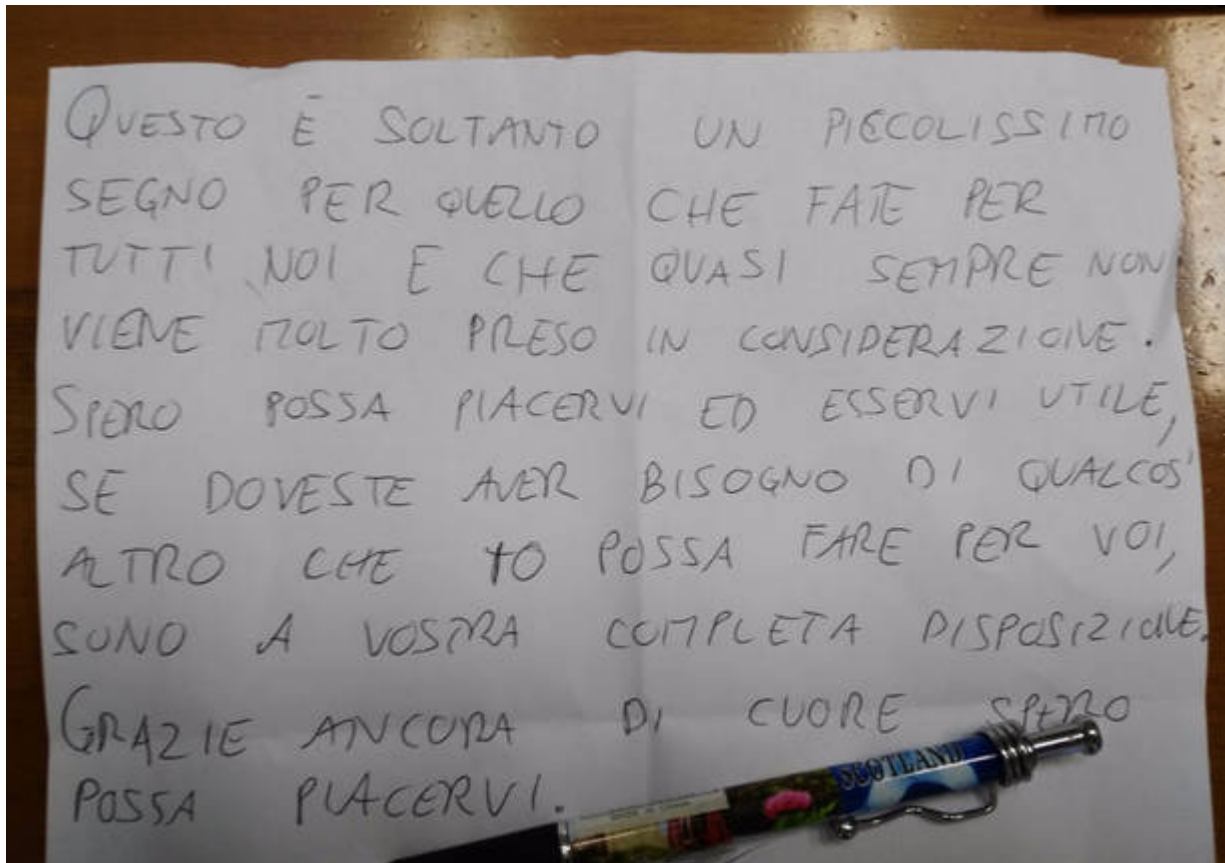 QUESTO È SOLTANTO UN PICCOLISSIMO
SEGNO PER QUELLO CHE FATE PER
TUTTI NOI E CHE QUASI SEMPRE NON
VIENE MOLTO PRESO IN CONSIDERAZIONE.
SPERO POSSA PIACERVI ED ESSERVI UTILE,
SE DOVESTE AVER BISOGNO DI QUALCOS'
ALTRO CHE IO POSSA FARE PER VOI,
SONO A VOSTRA COMPLETA DISPOSIZIONE.
GRAZIE ANCORA DI CUORE SPERO
POSSA PIACERVI.
SCOTLAND